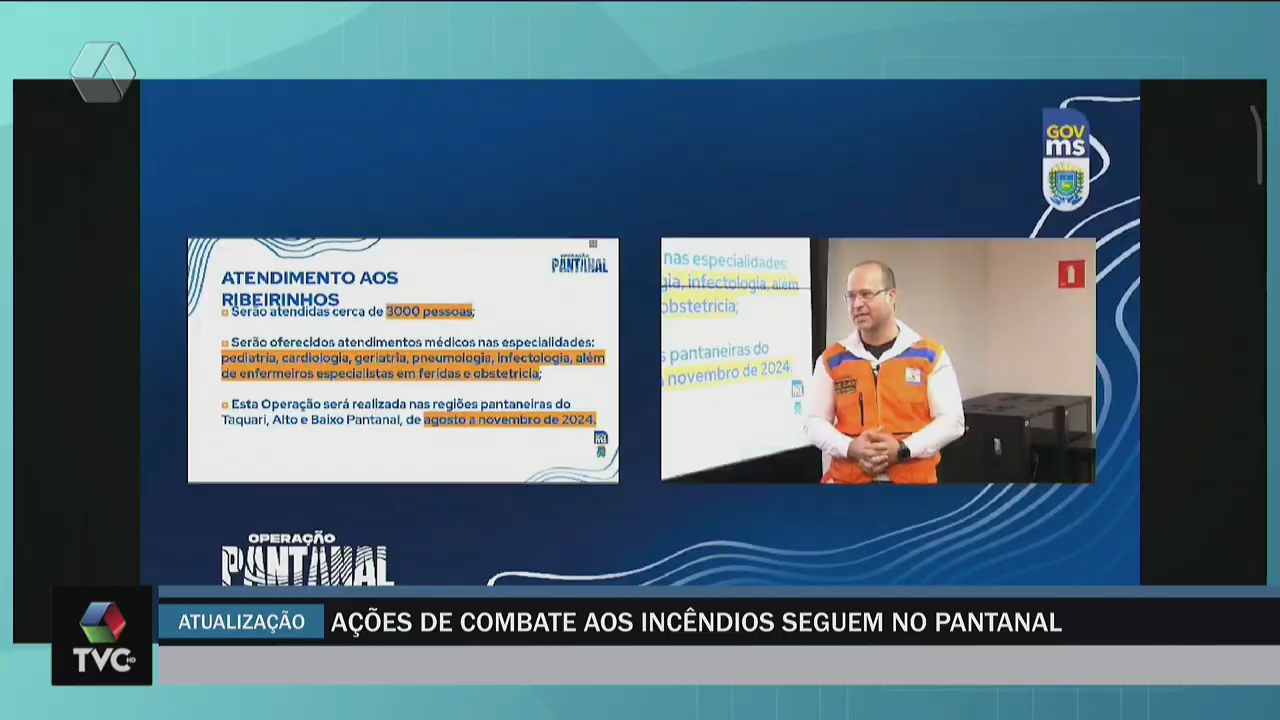 GOV
MS
OPERAÇÃO
PANTANAL
ATENDIMENTO AOS
RIBEIRINHOS
Serão atendidas cerca de 3000 pessoas;
Serão oferecidos atendimentos médicos nas especialidades:
pediatria, cardiologia, geriatria, pneumologia, infectologia, além
de enfermeiros especialistas em feridas e obstetricia;
Esta Operação será realizada nas regiões pantaneiras do
Taquari, Alto e Baixo Pantanal, de agosto a novembro de 2024.
nas especialidades:
gia, infectologia, além
obstetricia;
s pantaneiras do
a novembro de 2024.
OPERAÇÃO
PANTANAL
ATUALIZAÇÃO
AÇÕES DE COMBATE AOS INCÊNDIOS SEGUEM NO PANTANAL
TVC HD